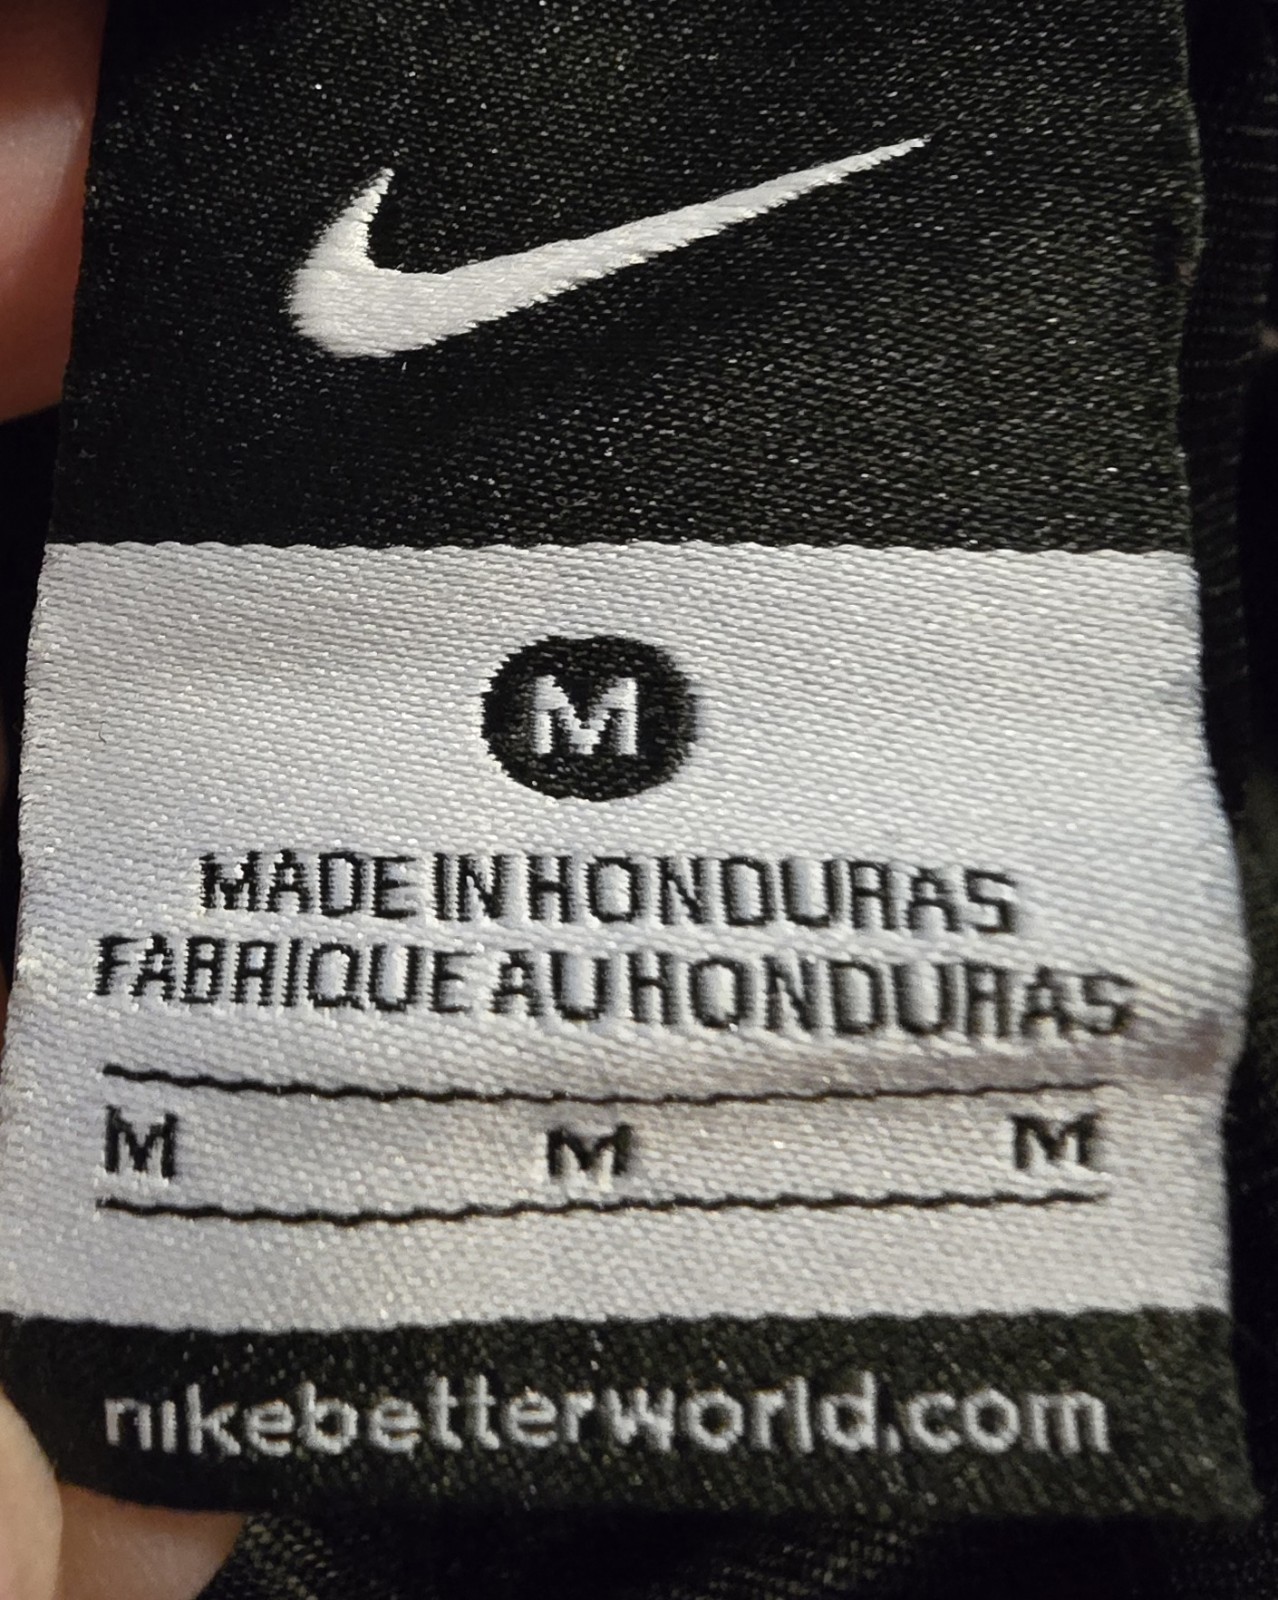 M
MADE IN HONDURAS
FABRIQUE AU HONDURAS
M M M
nikebetterworld.com